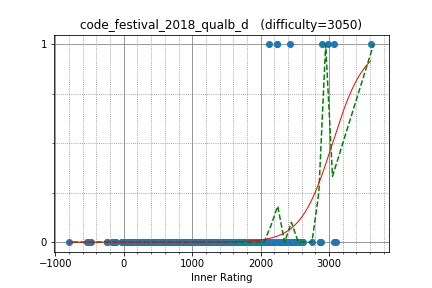 code_festival_2018_qualb_d   (difficulty=3050)
1
0
−1000 0 1000 2000 3000
Inner Rating